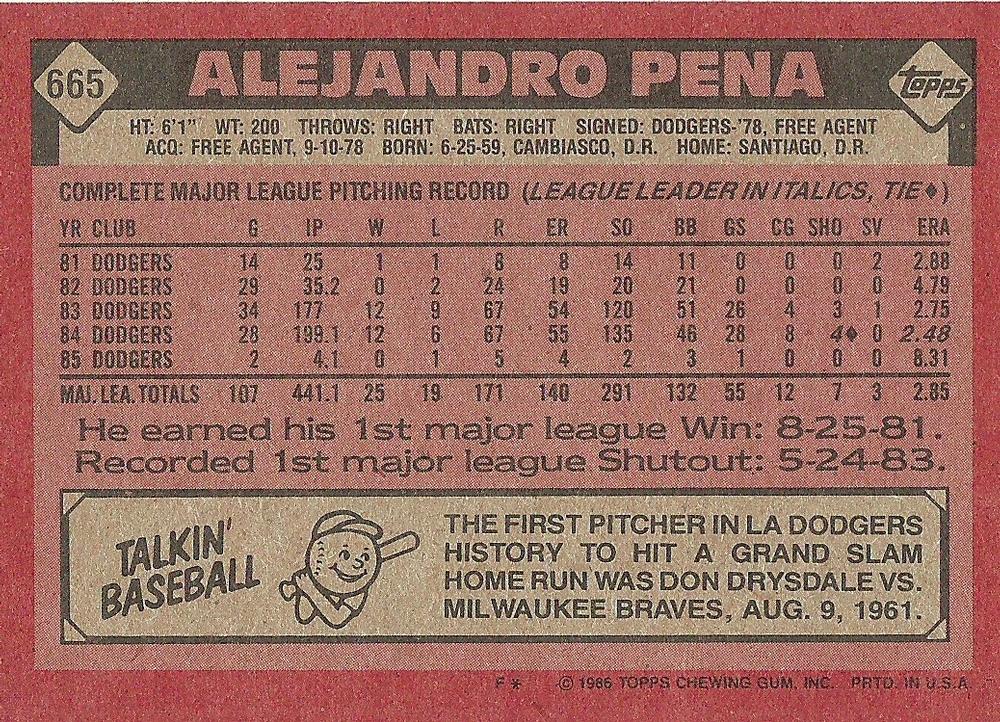 665 ALEJANDRO PENA TOPPS
HT: 6'1" WT: 200 THROWS: RIGHT BATS: RIGHT SIGNED: DODGERS-'78, FREE AGENT
ACQ: FREE AGENT, 9-10-78 BORN: 6-25-59, CAMBIASCO, D.R. HOME: SANTIAGO, D.R.
COMPLETE MAJOR LEAGUE PITCHING RECORD (LEAGUE LEADER IN ITALICS, TIE♦)
YR CLUB G IP W L R ER SO BB GS CG SHO SV ERA
81 DODGERS 14 25 1 1 8 8 14 11 0 0 0 2 2.88
82 DODGERS 29 35.2 0 2 24 19 20 21 0 0 0 0 4.79
83 DODGERS 34 177 12 9 67 54 120 51 26 4 3 1 2.75
84 DODGERS 28 199.1 12 6 67 55 135 46 28 8 4♦ 0 2.48
85 DODGERS 2 4.1 0 1 5 4 2 3 1 0 0 0 8.31
MAJ. LEA. TOTALS 107 441.1 25 19 171 140 291 132 55 12 7 3 2.85
He earned his 1st major league Win: 8-25-81.
Recorded 1st major league Shutout: 5-24-83.
TALKIN'
BASEBALL
THE FIRST PITCHER IN LA DODGERS
HISTORY TO HIT A GRAND SLAM
HOME RUN WAS DON DRYSDALE VS.
MILWAUKEE BRAVES, AUG. 9, 1961.
F* © 1986 TOPPS CHEWING GUM, INC. PRTD. IN U.S.A.